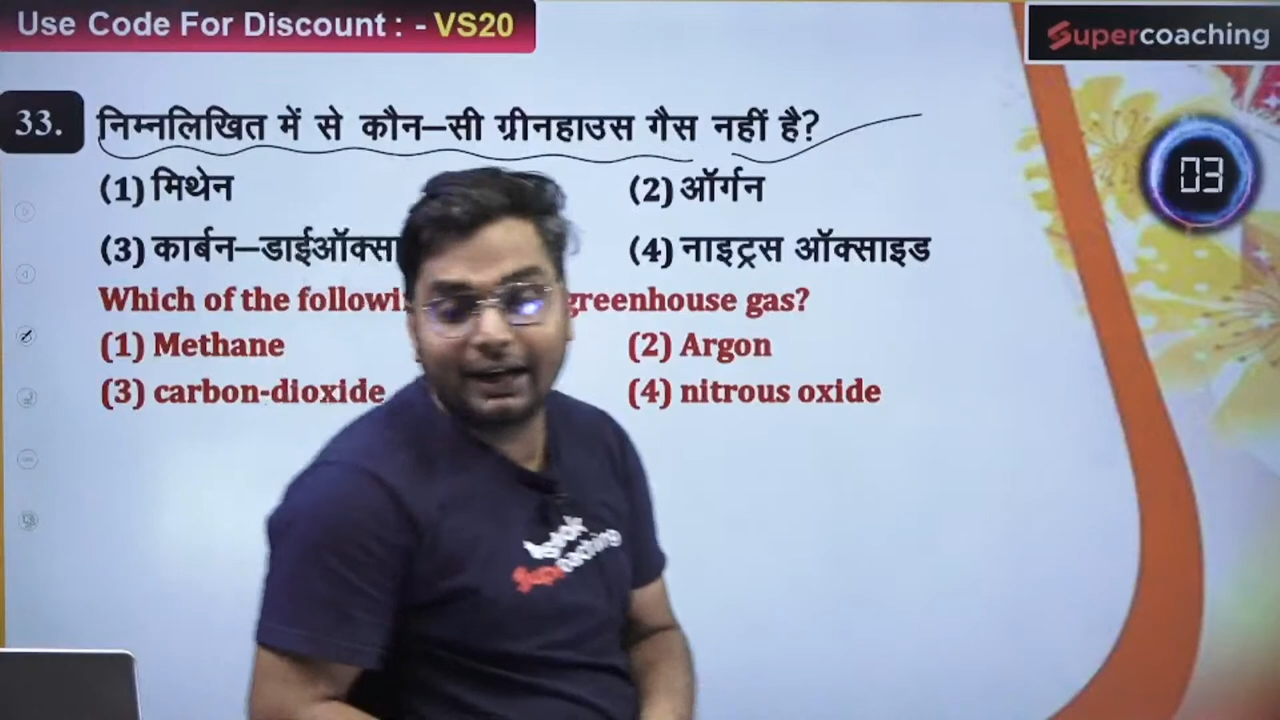 Use Code For Discount : - VS20
Supercoaching
33. निम्नलिखित में से कौन–सी ग्रीनहाउस गैस नहीं है?
03
(1) मिथेन (2) ऑर्गन
(3) कार्बन–डाईऑक्सा (4) नाइट्रस ऑक्साइड
Which of the followi greenhouse gas?
(1) Methane (2) Argon
(3) carbon-dioxide (4) nitrous oxide
Supercoaching